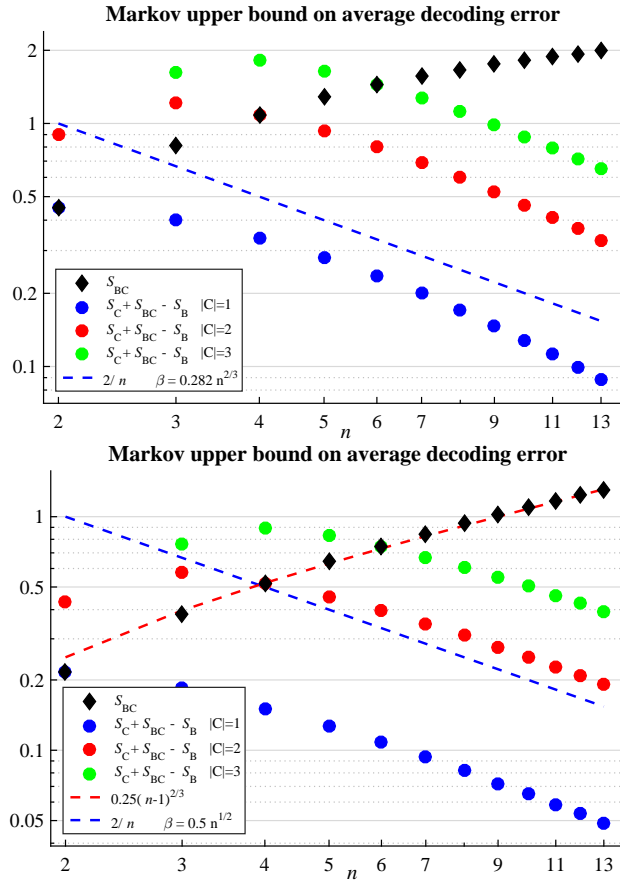 Markov upper bound on average decoding error
2
1
0.5
0.2
0.1
S_BC
S_C + S_BC - S_B |C|=1
S_C + S_BC - S_B |C|=2
S_C + S_BC - S_B |C|=3
2/ n β = 0.282 n^{2/3}
2 3 4 5 6 7 9 11 13
n
Markov upper bound on average decoding error
1
0.5
0.2
0.1
0.05
S_BC
S_C + S_BC - S_B |C|=1
S_C + S_BC - S_B |C|=2
S_C + S_BC - S_B |C|=3
0.25( n-1)^{2/3}
2/ n β = 0.5 n^{1/2}
2 3 4 5 6 7 9 11 13
n